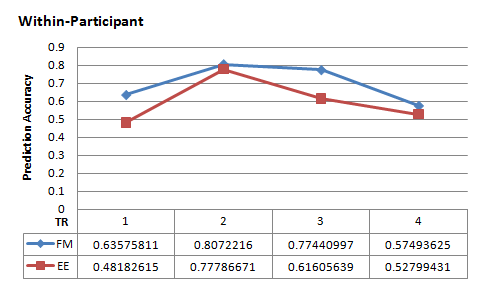 Within-Participant
Prediction Accuracy
0.9
0.8
0.7
0.6
0.5
0.4
0.3
0.2
0.1
0
TR 1 2 3 4
FM 0.63575811 0.8072216 0.77440997 0.57493625
EE 0.48182615 0.77786671 0.61605639 0.52799431